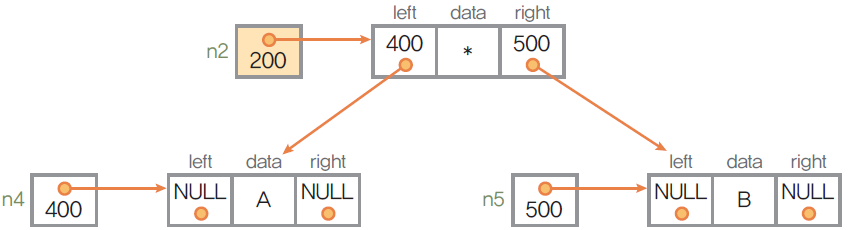 left data right
n2 200 400 * 500
left data right left data right
n4 400 NULL A NULL n5 500 NULL B NULL